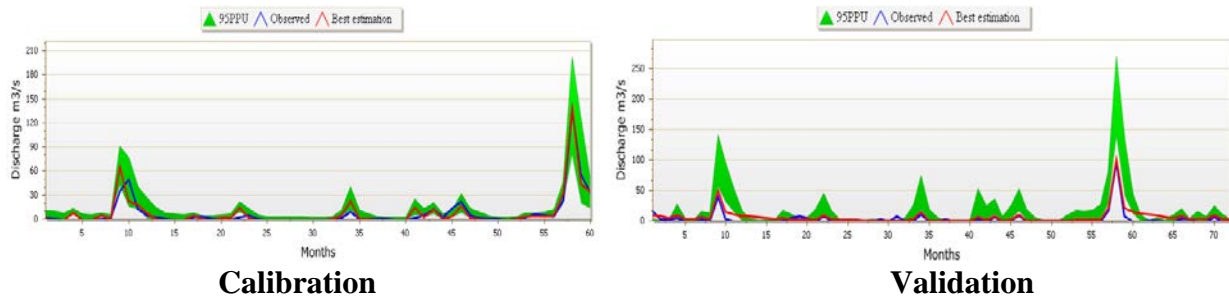 95PPU Observed Best estimation
Discharge m3/s
210
180
150
120
90
60
30
0
5 10 15 20 25 30 35 40 45 50 55 60
Months
Calibration
95PPU Observed Best estimation
Discharge m3/s
250
200
150
100
50
0
5 10 15 20 25 30 35 40 45 50 55 60 65 70
Months
Validation